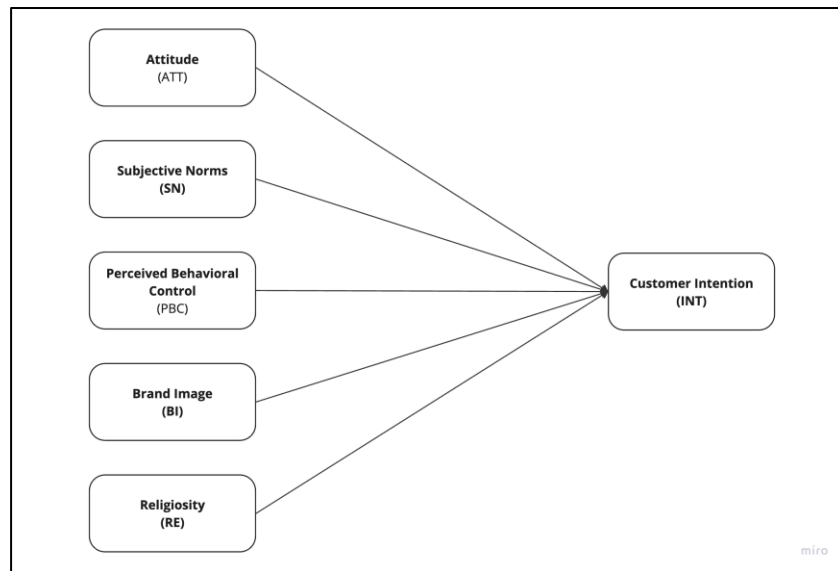 Attitude
(ATT)
Subjective Norms
(SN)
Perceived Behavioral
Control
(PBC)
Customer Intention
(INT)
Brand Image
(BI)
Religiosity
(RE)
miro